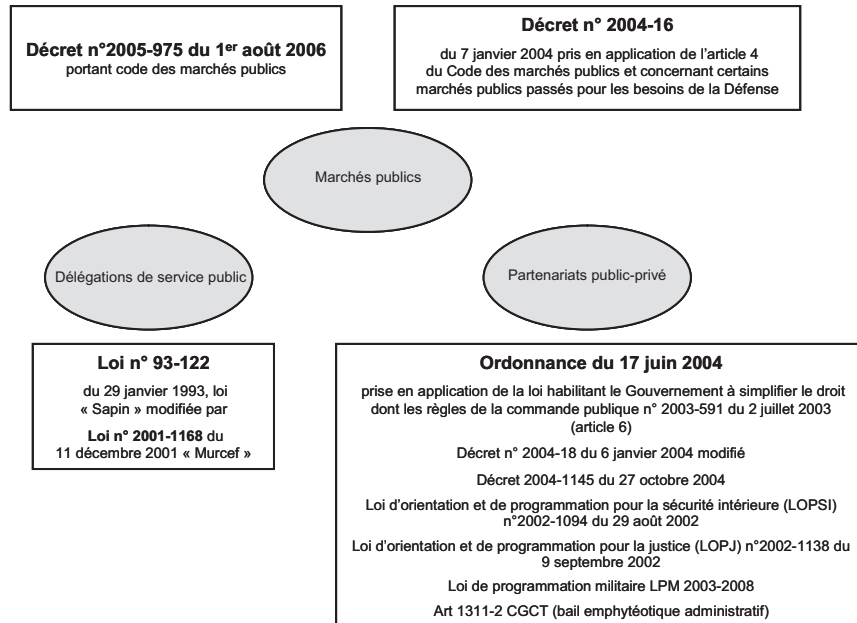 Décret n°2005-975 du 1er août 2006
portant code des marchés publics
Décret n° 2004-16
du 7 janvier 2004 pris en application de l'article 4
du Code des marchés publics et concernant certains
marchés publics passés pour les besoins de la Défense
Marchés publics
Délégations de service public
Partenariats public-privé
Loi n° 93-122
du 29 janvier 1993, loi
« Sapin » modifiée par
Loi n° 2001-1168 du
11 décembre 2001 « Murcef »
Ordonnance du 17 juin 2004
prise en application de la loi habilitant le Gouvernement à simplifier le droit
dont les règles de la commande publique n° 2003-591 du 2 juillet 2003
(article 6)
Décret n° 2004-18 du 6 janvier 2004 modifié
Décret 2004-1145 du 27 octobre 2004
Loi d'orientation et de programmation pour la sécurité intérieure (LOPSI)
n°2002-1094 du 29 août 2002
Loi d'orientation et de programmation pour la justice (LOPJ) n°2002-1138 du
9 septembre 2002
Loi de programmation militaire LPM 2003-2008
Art 1311-2 CGCT (bail emphytéotique administratif)